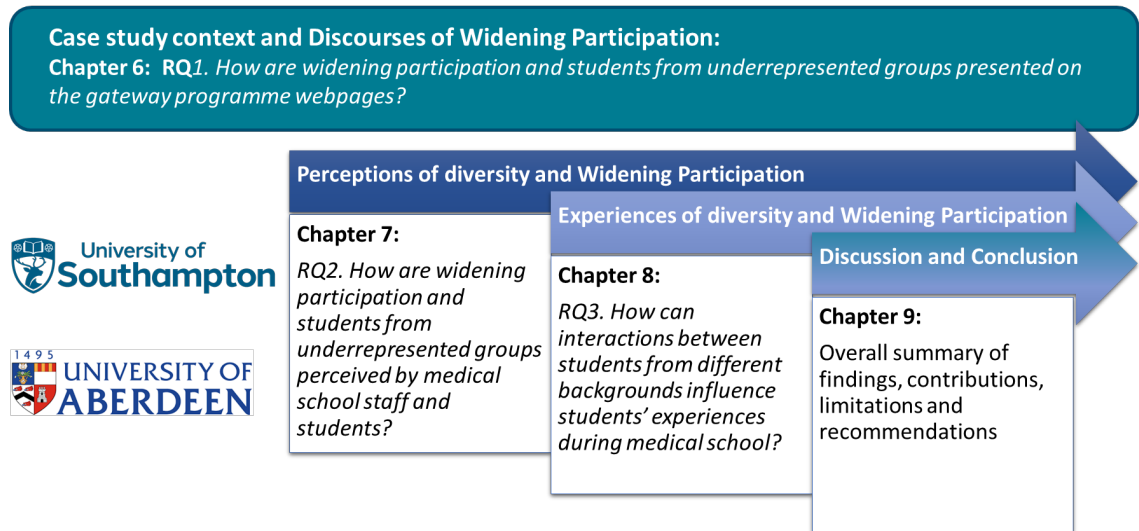 Case study context and Discourses of Widening Participation:
Chapter 6: RQ1. How are widening participation and students from underrepresented groups presented on
the gateway programme webpages?
Perceptions of diversity and Widening Participation
Chapter 7:
RQ2. How are widening
participation and
students from
underrepresented groups
perceived by medical
school staff and
students?
Experiences of diversity and Widening Participation
Chapter 8:
RQ3. How can
interactions between
students from different
backgrounds influence
students' experiences
during medical school?
Discussion and Conclusion
Chapter 9:
Overall summary of
findings, contributions,
limitations and
recommendations
University of
Southampton
1495
UNIVERSITY OF
ABERDEEN